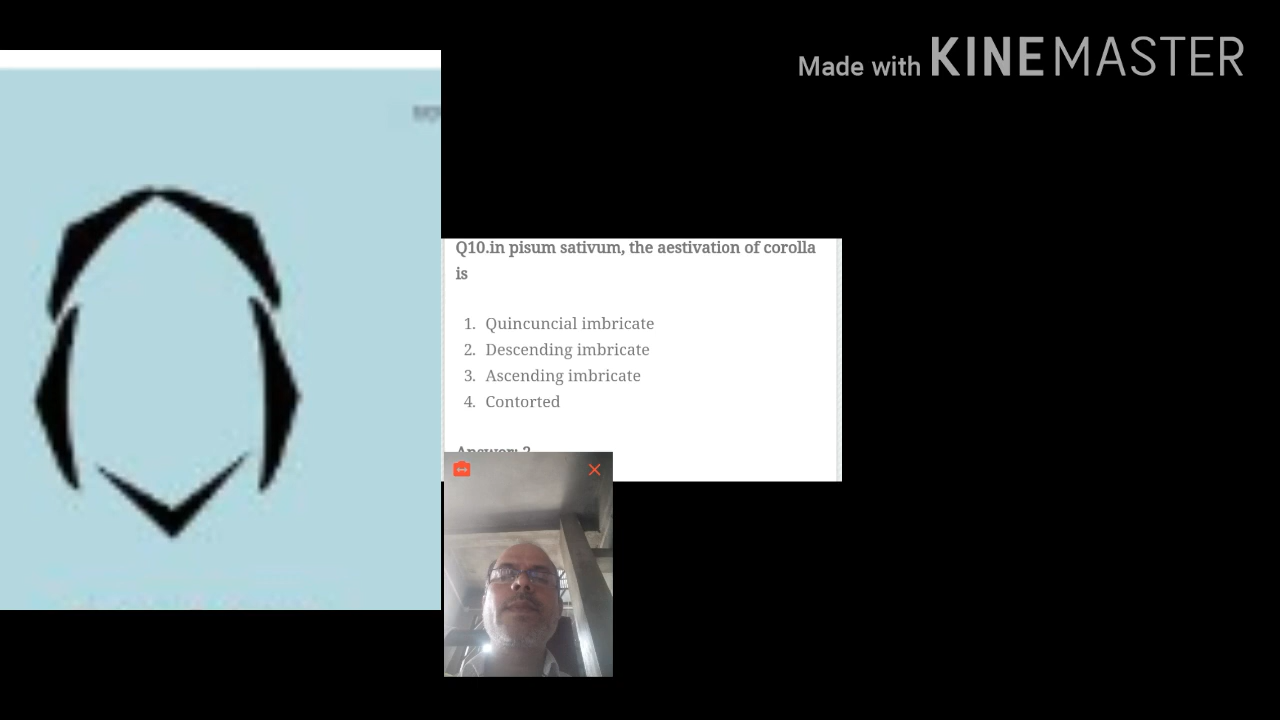 Made with KINEMASTER
Q10.in pisum sativum, the aestivation of corolla
is
1. Quincuncial imbricate
2. Descending imbricate
3. Ascending imbricate
4. Contorted